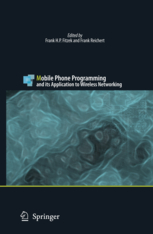 Edited by
Frank H.P. Fitzek and Frank Reichert
Mobile Phone Programming
and its Application to Wireless Networking
Springer